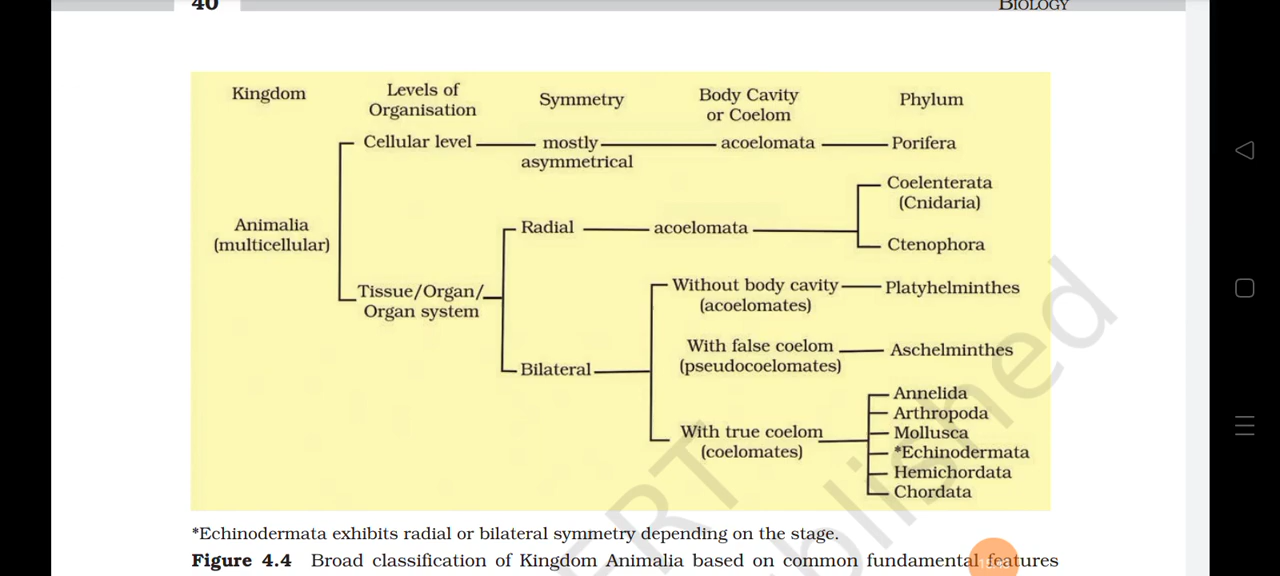 40
BIOLOGY
Kingdom
Levels of
Organisation
Symmetry
Body Cavity
or Coelom
Phylum
Cellular level
mostly
asymmetrical
acoelomata
Porifera
Animalia
(multicellular)
Radial
acoelomata
Coelenterata
(Cnidaria)
Ctenophora
Tissue/Organ/
Organ system
Without body cavity
(acoelomates)
Platyhelminthes
With false coelom
(pseudocoelomates)
Aschelminthes
Bilateral
With true coelom
(coelomates)
Annelida
Arthropoda
Mollusca
*Echinodermata
Hemichordata
Chordata
*Echinodermata exhibits radial or bilateral symmetry depending on the stage.
Figure 4.4 Broad classification of Kingdom Animalia based on common fundamental features